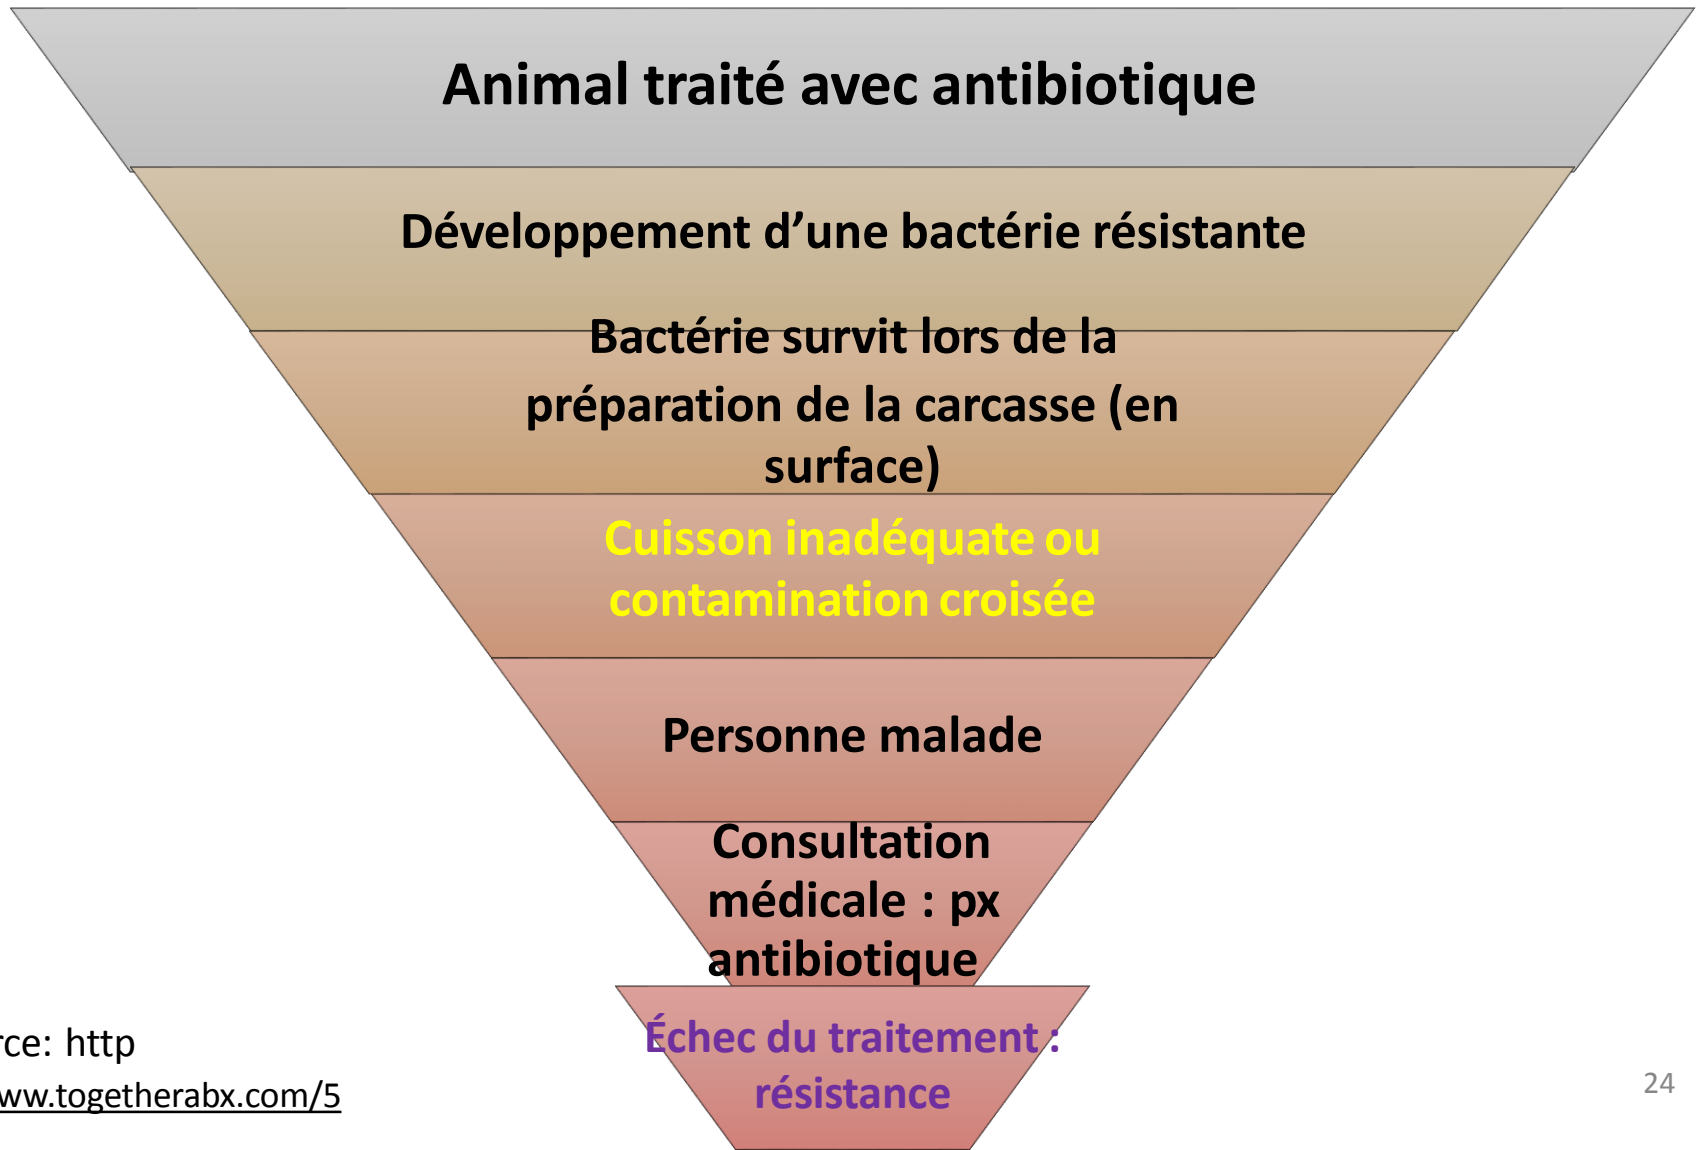 Animal traité avec antibiotique
Développement d’une bactérie résistante
Bactérie survit lors de la
préparation de la carcasse (en
surface)
Cuisson inadéquate ou
contamination croisée
Personne malade
Consultation
médicale : px
antibiotique
Échec du traitement :
résistance
rce: http
ww.togetherabx.com/5
24